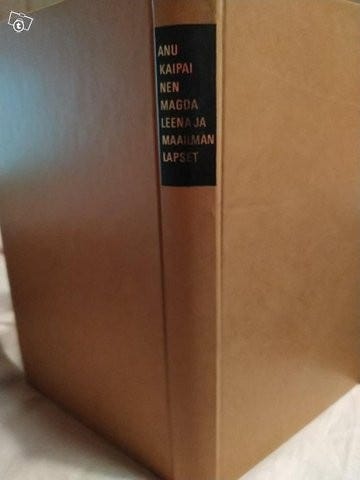 ANU
KAIPAI
NEN
MAGDA
LEENA JA
MAAILMAN
LAPSET